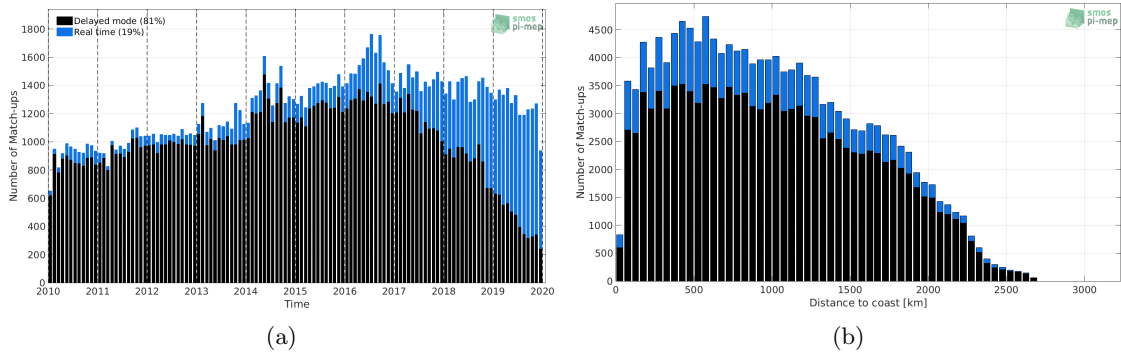 Delayed mode (81%)
Real time (19%)
smos
pi-mep
1800
1600
1400
1200
1000
800
600
400
200
0
Number of Match-ups
2010 2011 2012 2013 2014 2015 2016 2017 2018 2019 2020
Time
(a)
smos
pi-mep
4500
4000
3500
3000
2500
2000
1500
1000
500
0
Number of Match-ups
0 500 1000 1500 2000 2500 3000
Distance to coast [km]
(b)